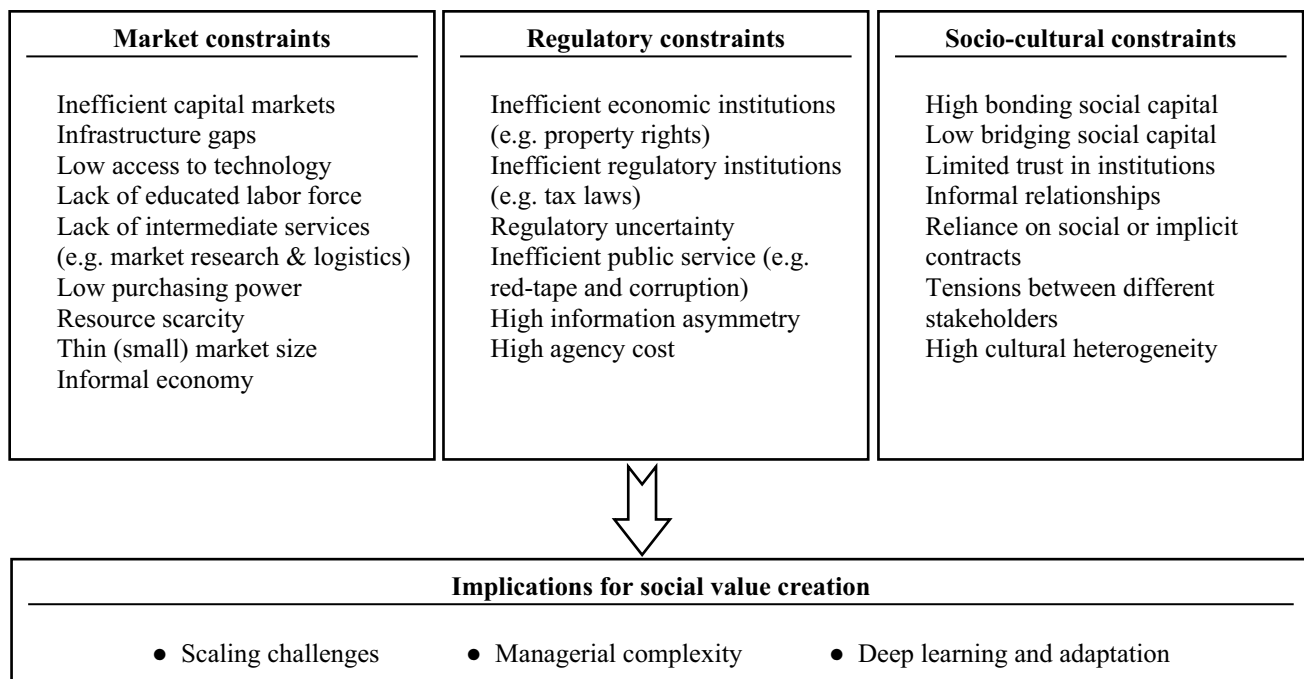 Market constraints
Inefficient capital markets
Infrastructure gaps
Low access to technology
Lack of educated labor force
Lack of intermediate services
(e.g. market research & logistics)
Low purchasing power
Resource scarcity
Thin (small) market size
Informal economy
Regulatory constraints
Inefficient economic institutions
(e.g. property rights)
Inefficient regulatory institutions
(e.g. tax laws)
Regulatory uncertainty
Inefficient public service (e.g.
red-tape and corruption)
High information asymmetry
High agency cost
Socio-cultural constraints
High bonding social capital
Low bridging social capital
Limited trust in institutions
Informal relationships
Reliance on social or implicit
contracts
Tensions between different
stakeholders
High cultural heterogeneity
Implications for social value creation
● Scaling challenges ● Managerial complexity ● Deep learning and adaptation